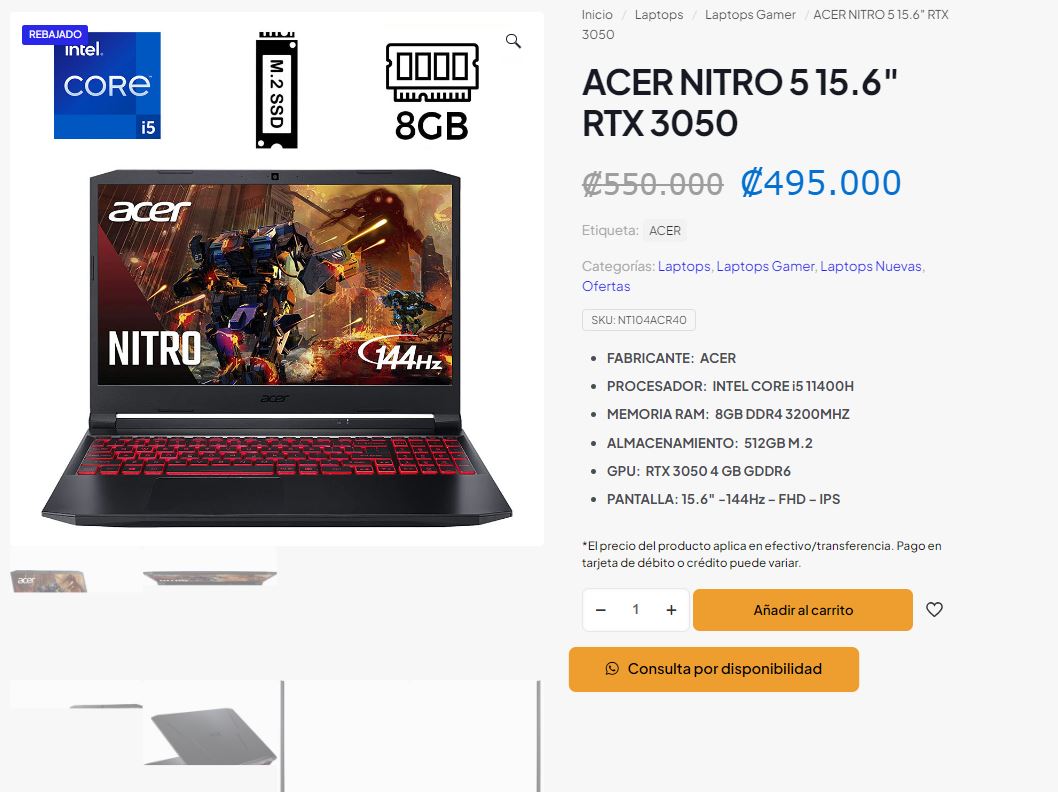 Inicio / Laptops / Laptops Gamer / ACER NITRO 5 15.6" RTX
3050
REBAJADO
intel.
CORE
i5
M.2 SSD
8GB
acer
NITRO
144Hz
acer
acer
ACER NITRO 5 15.6"
RTX 3050
₡550.000 ₡495.000
Etiqueta: ACER
Categorías: Laptops, Laptops Gamer, Laptops Nuevas,
Ofertas
SKU: NT104ACR40
• FABRICANTE: ACER
• PROCESADOR: INTEL CORE i5 11400H
• MEMORIA RAM: 8GB DDR4 3200MHZ
• ALMACENAMIENTO: 512GB M.2
• GPU: RTX 3050 4 GB GDDR6
• PANTALLA: 15.6" –144Hz – FHD – IPS
*El precio del producto aplica en efectivo/transferencia. Pago en
tarjeta de débito o crédito puede variar.
− 1 + Añadir al carrito
Consulta por disponibilidad